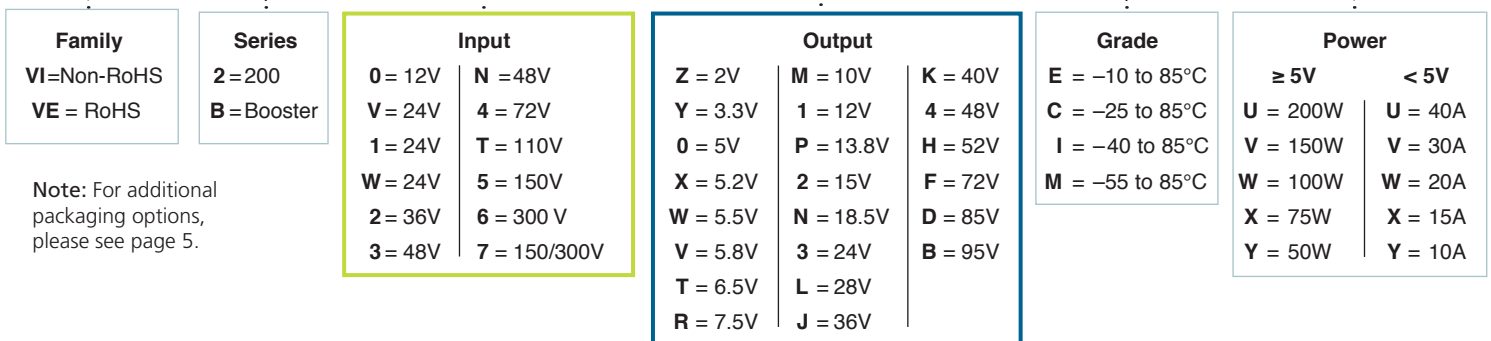 Family
VI=Non-RoHS
VE = RoHS
Note: For additional
packaging options,
please see page 5.
Series
2=200
B=Booster
Input
0 = 12V
V = 24V
1 = 24V
W = 24V
2 = 36V
3 = 48V
N = 48V
4 = 72V
T = 110V
5 = 150V
6 = 300 V
7 = 150/300V
Output
Z = 2V
Y = 3.3V
0 = 5V
X = 5.2V
W = 5.5V
V = 5.8V
T = 6.5V
R = 7.5V
M = 10V
1 = 12V
P = 13.8V
2 = 15V
N = 18.5V
3 = 24V
L = 28V
J = 36V
K = 40V
4 = 48V
H = 52V
F = 72V
D = 85V
B = 95V
Grade
E = –10 to 85°C
C = –25 to 85°C
I = –40 to 85°C
M = –55 to 85°C
Power
≥ 5V
U = 200W
V = 150W
W = 100W
X = 75W
Y = 50W
< 5V
U = 40A
V = 30A
W = 20A
X = 15A
Y = 10A